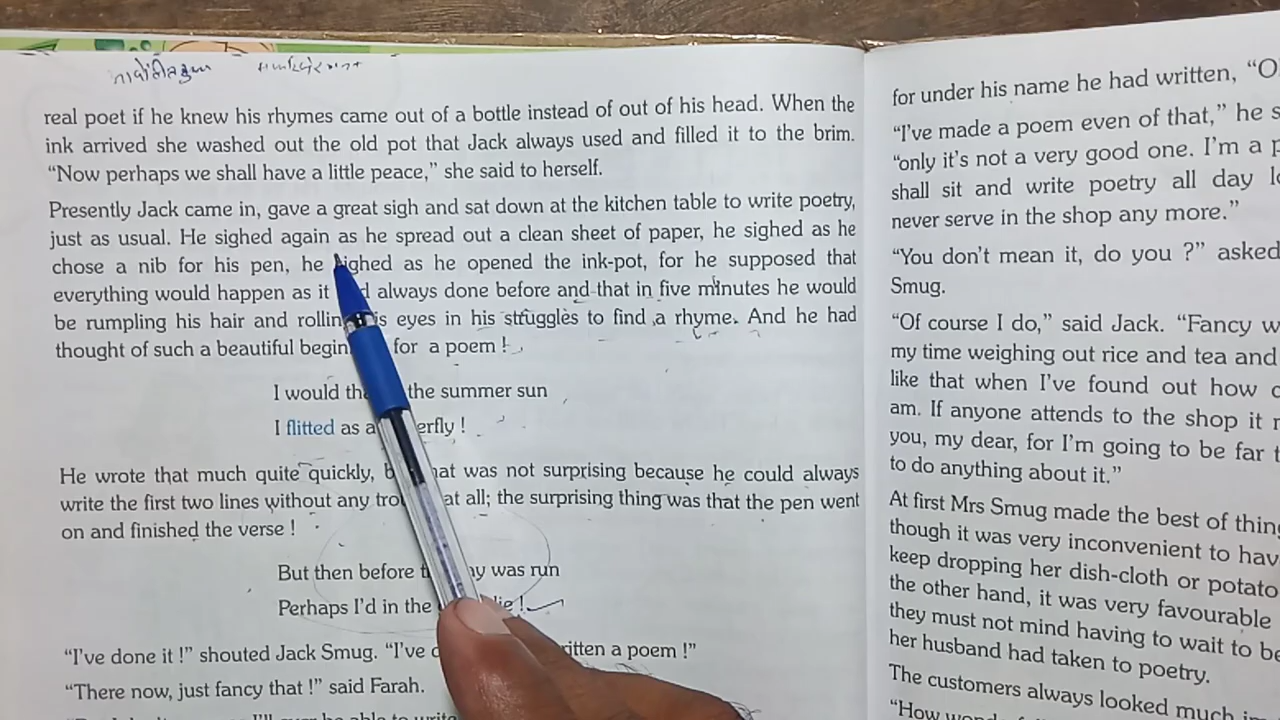 real poet if he knew his rhymes came out of a bottle instead of out of his head. When the
ink arrived she washed out the old pot that Jack always used and filled it to the brim.
“Now perhaps we shall have a little peace,” she said to herself.
Presently Jack came in, gave a great sigh and sat down at the kitchen table to write poetry,
just as usual. He sighed again as he spread out a clean sheet of paper, he sighed as he
chose a nib for his pen, he sighed as he opened the ink-pot, for he supposed that
everything would happen as it always done before and that in five minutes he would
be rumpling his hair and rolling his eyes in his struggles to find a rhyme. And he had
thought of such a beautiful for a poem !
I would the summer sun
I flitted as a
He wrote that much quite quickly, that was not surprising because he could always
write the first two lines without any at all; the surprising thing was that the pen went
on and finished the verse !
But then before was run
Perhaps I’d in the
“I’ve done it !” shouted Jack Smug. “I’ve written a poem !”
“There now, just fancy that !” said Farah.
for under his name he had written,
“I’ve made a poem even of that,” he
“only it’s not a very good one. I’m a
shall sit and write poetry all day
never serve in the shop any more.”
“You don’t mean it, do you ?” asked
Smug.
“Of course I do,” said Jack. “Fancy
my time weighing out rice and tea and
like that when I’ve found out how
am. If anyone attends to the shop it
you, my dear, for I’m going to be far
to do anything about it.”
At first Mrs Smug made the best of
though it was very inconvenient to
keep dropping her dish-cloth or
the other hand, it was very favourable
they must not mind having to wait to
her husband had taken to poetry.
The customers always looked much
“How